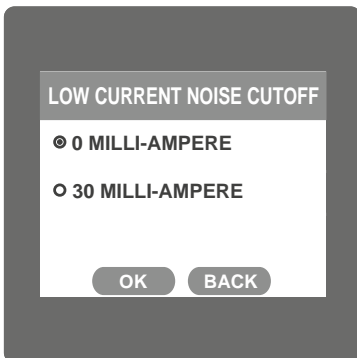 LOW CURRENT NOISE CUTOFF
0 MILLI-AMPERE
30 MILLI-AMPERE
OK BACK